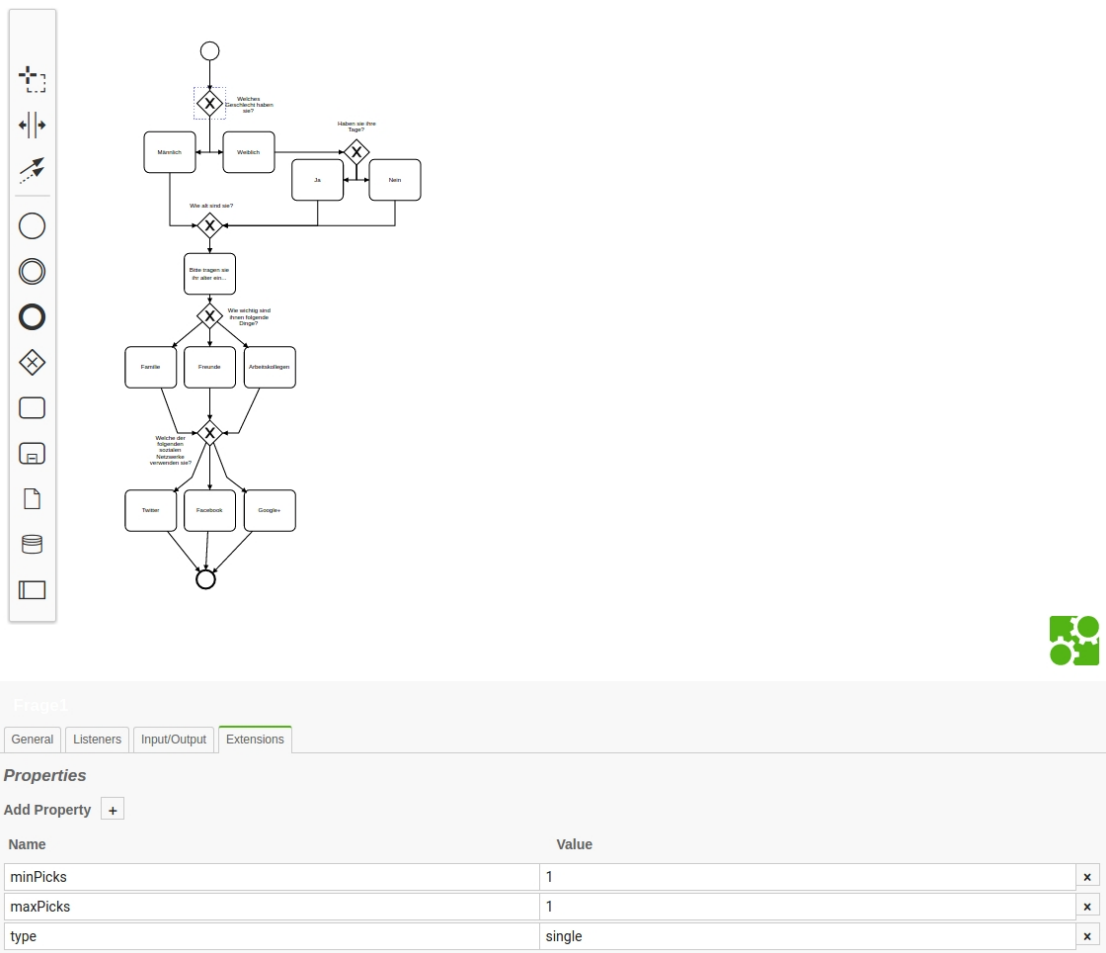 Welches
Geschlecht haben
sie?
Haben sie ihre
Tage?
Männlich
Weiblich
Ja
Nein
Wie alt sind sie?
Bitte tragen sie
ihr alter ein...
Wie wichtig sind
ihnen folgende
Dinge?
Familie
Freunde
Arbeitskollegen
Welche der
folgenden
sozialen
Netzwerke
verwenden sie?
Twitter
Facebook
Google+
Frage1
General
Listeners
Input/Output
Extensions
Properties
Add Property +
Name Value
minPicks 1 x
maxPicks 1 x
type single x